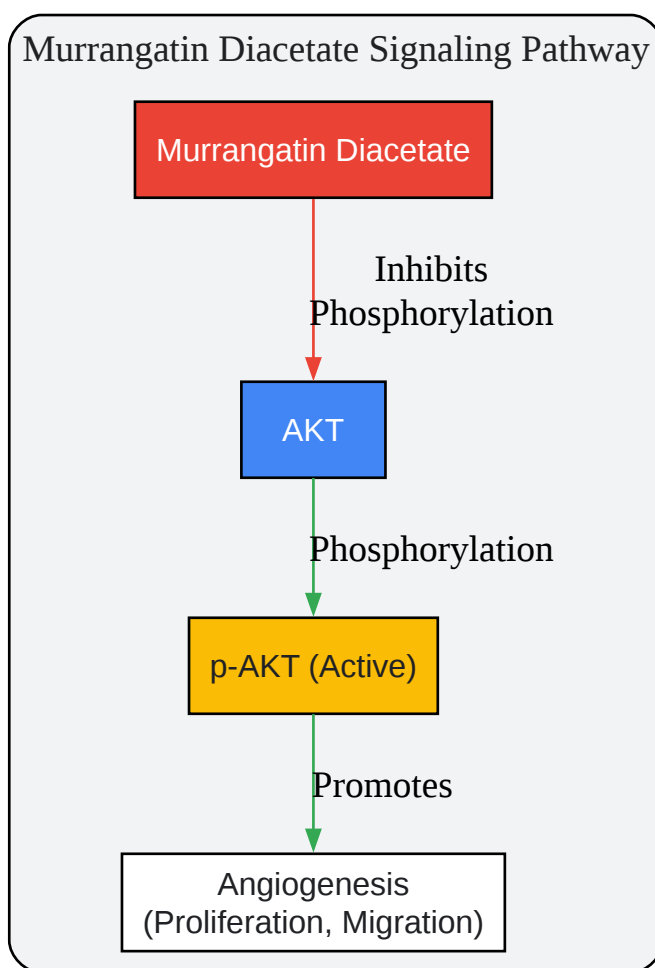 Murrangatin Diacetate Signaling Pathway
Murrangatin Diacetate
Inhibits
Phosphorylation
AKT
Phosphorylation
p-AKT (Active)
Promotes
Angiogenesis
(Proliferation, Migration)